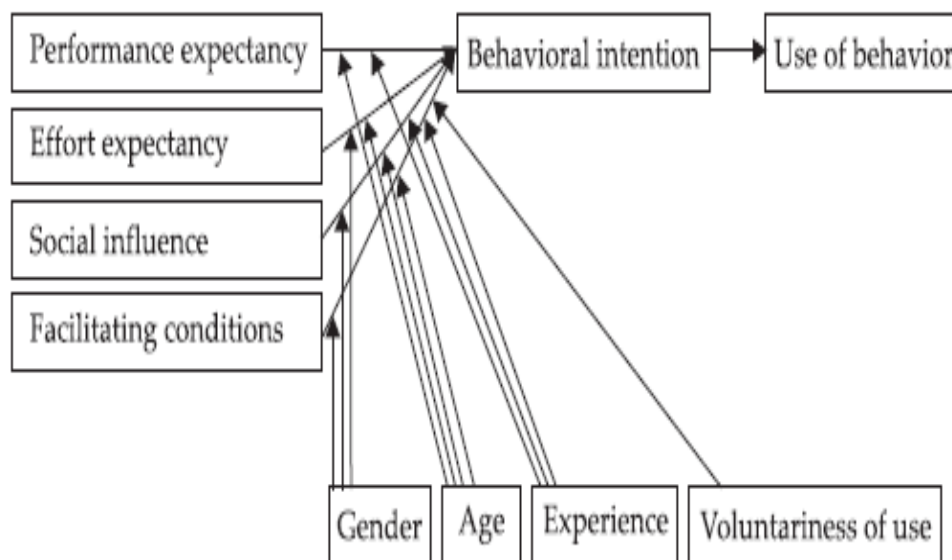 Performance expectancy
Behavioral intention
Use of behavior
Effort expectancy
Social influence
Facilitating conditions
Gender
Age
Experience
Voluntariness of use